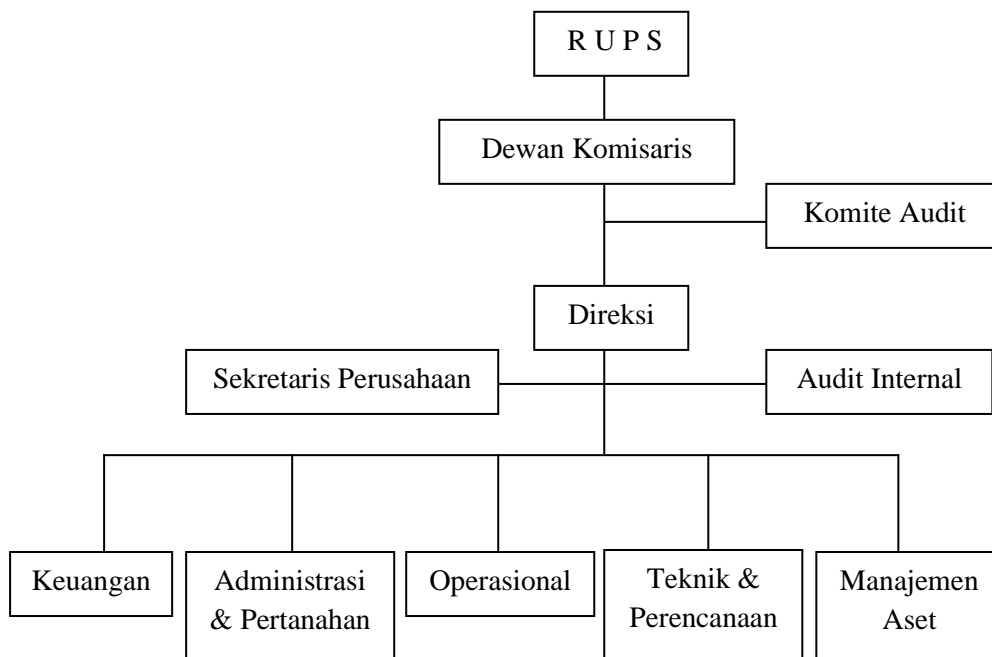 R U P S
Dewan Komisaris
Komite Audit
Direksi
Sekretaris Perusahaan
Audit Internal
Keuangan
Administrasi
& Pertanahan
Operasional
Teknik &
Perencanaan
Manajemen
Aset